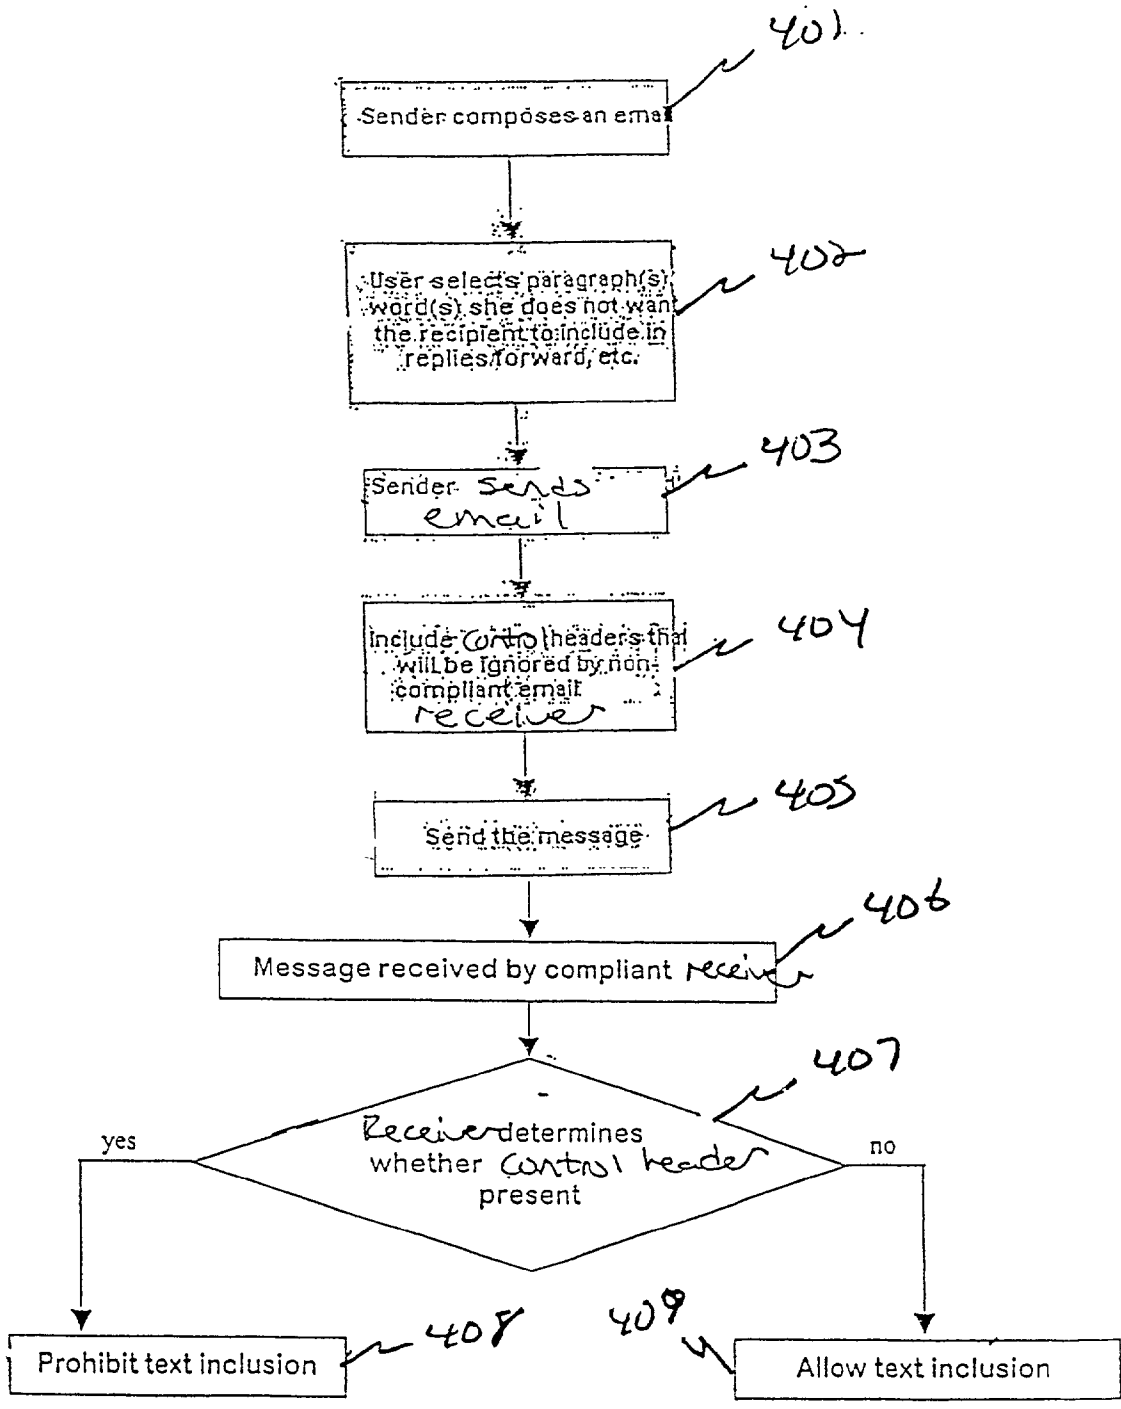 401
Sender composes an ema
402
User selects paragraph(s)
word(s) she does not wan
the recipient to include in
replies/forward, etc.
403
Sender sends
email
404
Include control headers that
will be ignored by non-
compliant email
receiver
405
Send the message
406
Message received by compliant receiver
407
Receiver determines
whether control header
present
yes
no
408
409
Prohibit text inclusion
Allow text inclusion